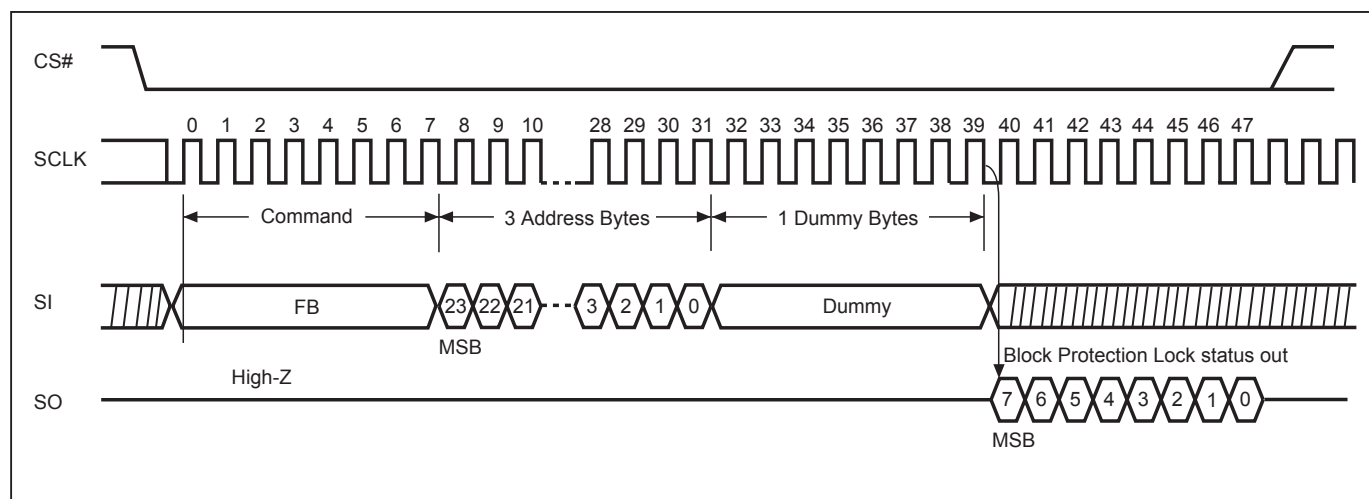 CS#
0 1 2 3 4 5 6 7 8 9 10 28 29 30 31 32 33 34 35 36 37 38 39 40 41 42 43 44 45 46 47
SCLK
Command 3 Address Bytes 1 Dummy Bytes
SI FB 23 22 21 3 2 1 0 Dummy
MSB
Block Protection Lock status out
High-Z
SO 7 6 5 4 3 2 1 0
MSB